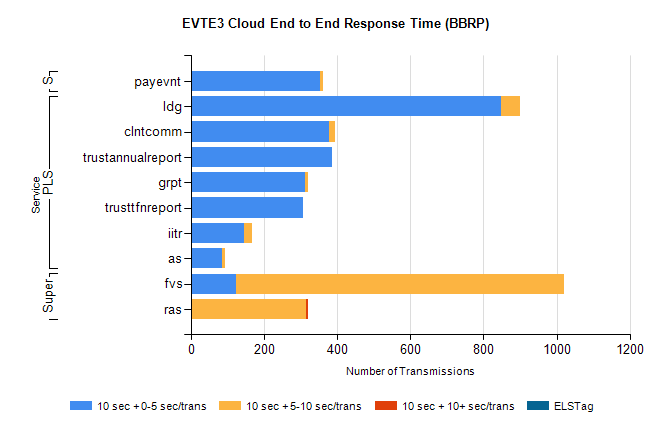 EVTE3 Cloud End to End Response Time (BBRP)
S
payevnt
ldg
clntcomm
trustannualreport
grpt
trusttfnreport
iitr
as
fvs
ras
Service
PLS
Super
0 200 400 600 800 1000 1200
Number of Transmissions
10 sec +0-5 sec/trans 10 sec +5-10 sec/trans 10 sec + 10+ sec/trans ELSTag